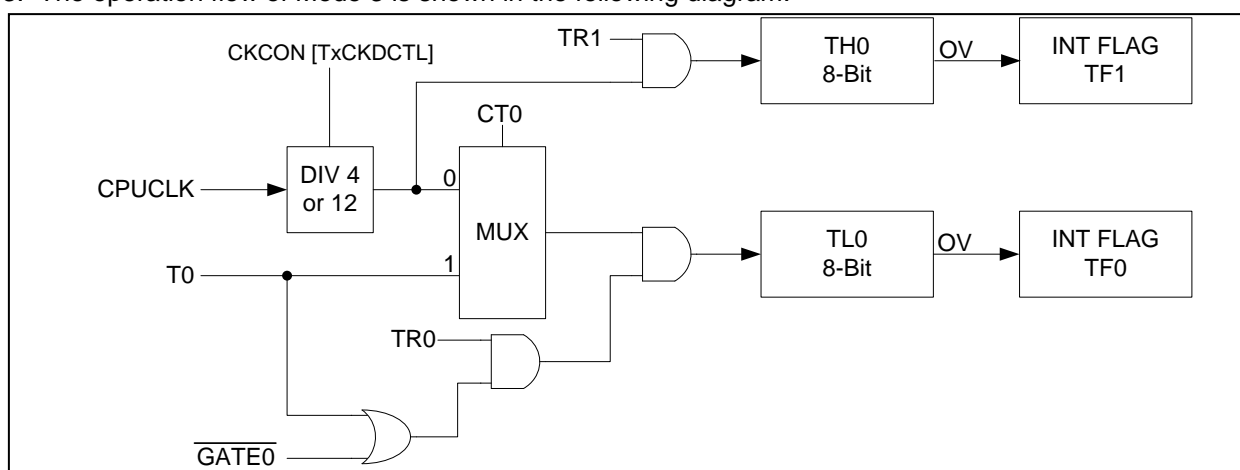 The operation flow of Mode 3 is shown in the following diagram.
CKCON [TxCKDCTL]
TR1
TH0
8-Bit
OV
INT FLAG
TF1
CT0
CPUCLK
DIV 4
or 12
0
MUX
1
T0
TL0
8-Bit
OV
INT FLAG
TF0
TR0
GATE0